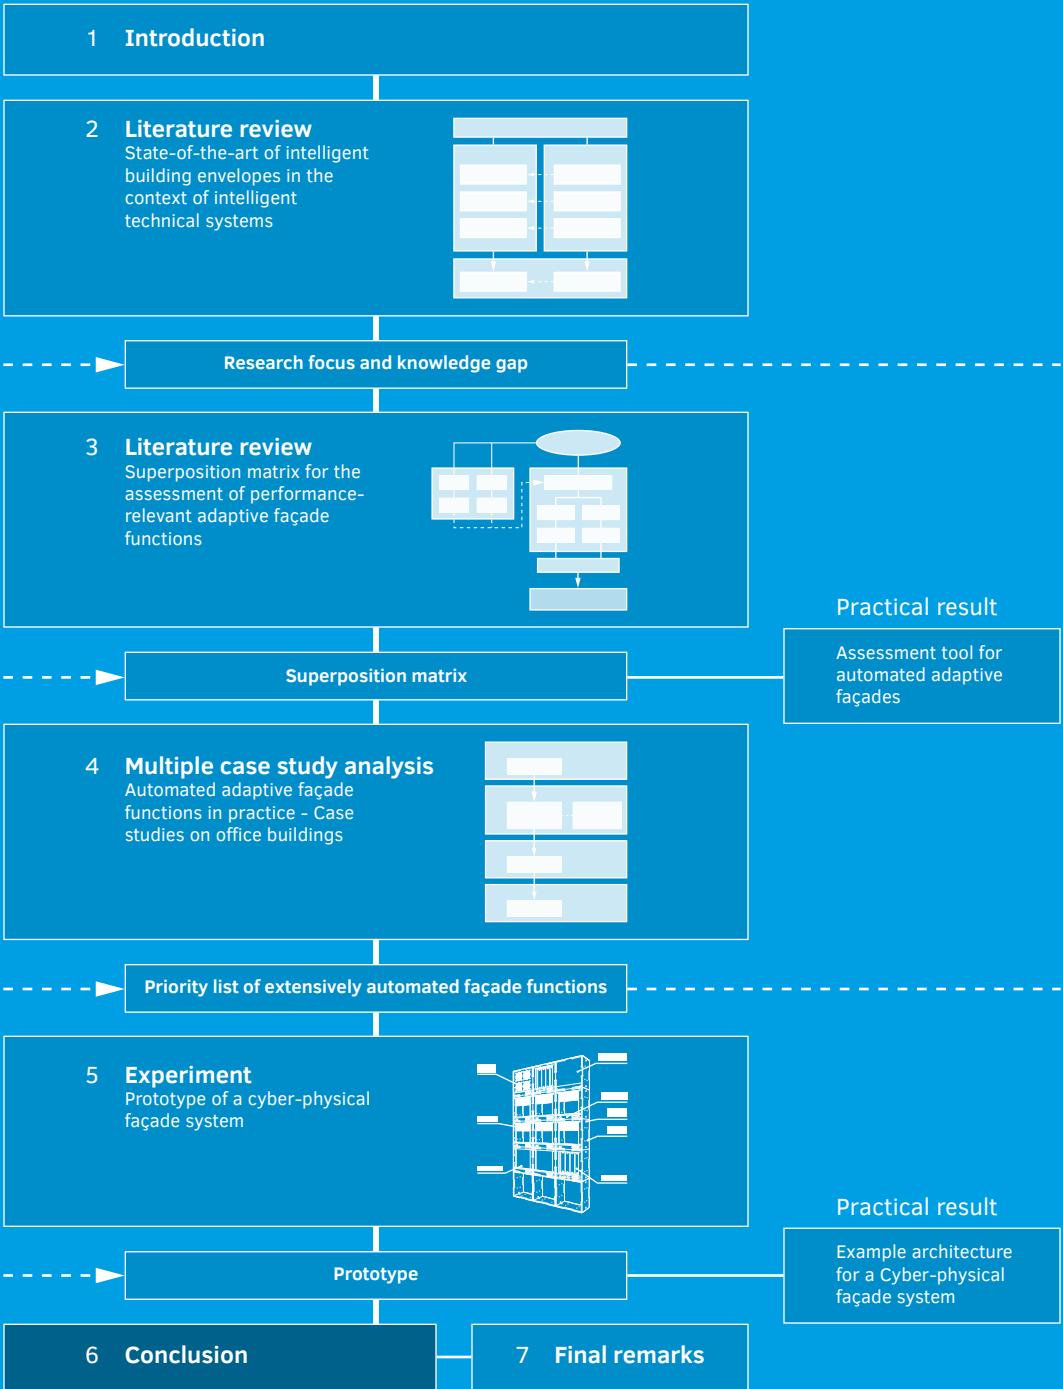 1 Introduction
2 Literature review
State-of-the-art of intelligent
building envelopes in the
context of intelligent
technical systems
Research focus and knowledge gap
3 Literature review
Superposition matrix for the
assessment of performance-
relevant adaptive façade
functions
Practical result
Assessment tool for
automated adaptive
façades
Superposition matrix
4 Multiple case study analysis
Automated adaptive façade
functions in practice - Case
studies on office buildings
Priority list of extensively automated façade functions
5 Experiment
Prototype of a cyber-physical
façade system
Practical result
Example architecture
for a Cyber-physical
façade system
Prototype
6 Conclusion
7 Final remarks